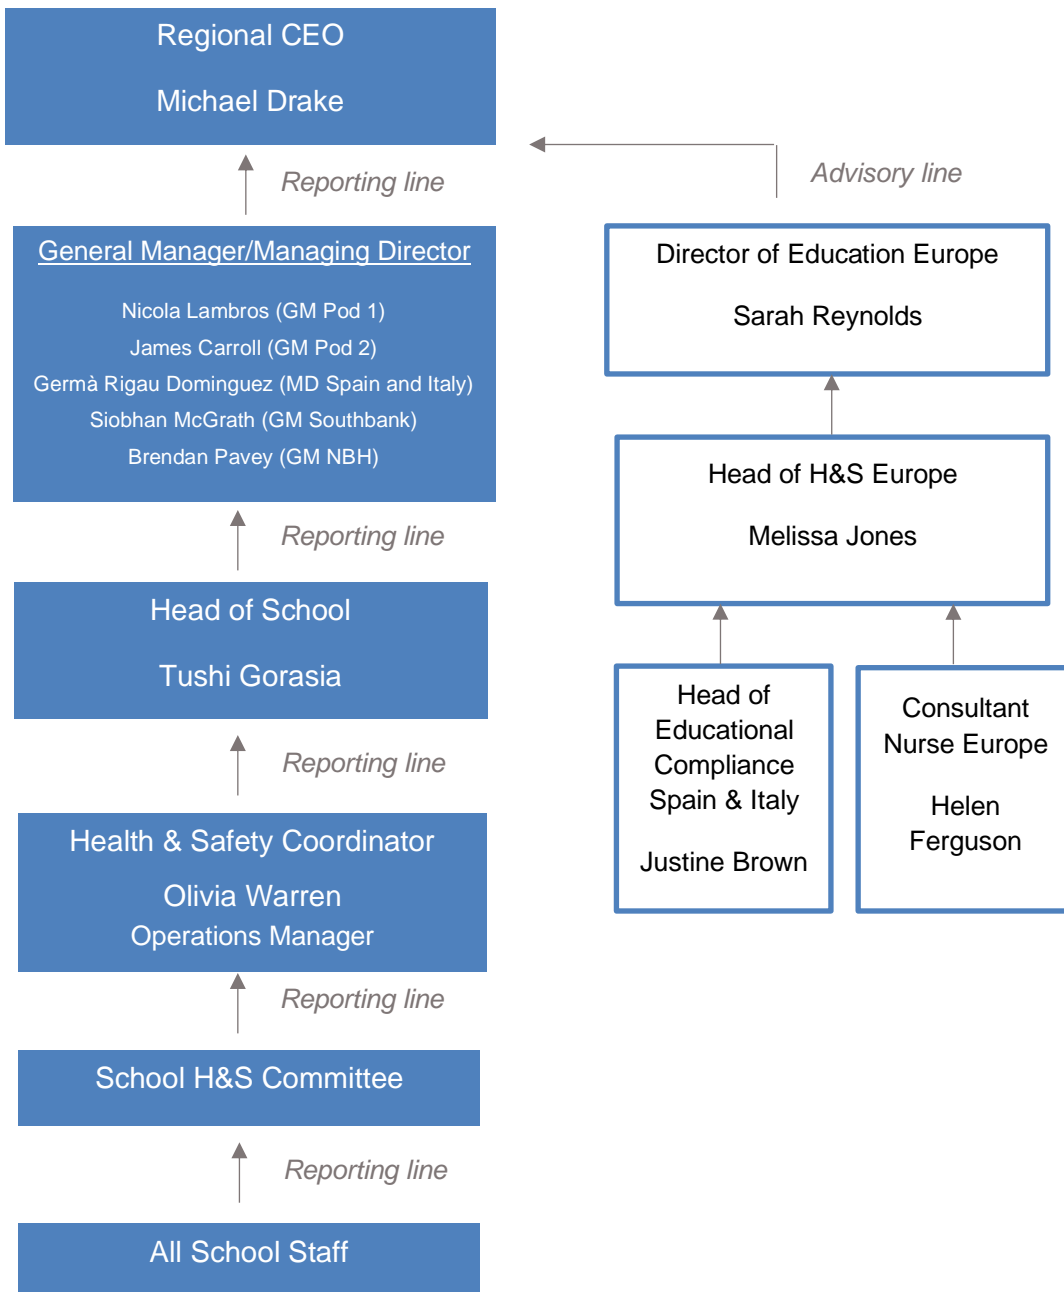 Regional CEO
Michael Drake
Reporting line
General Manager/Managing Director
Nicola Lambros (GM Pod 1)
James Carroll (GM Pod 2)
Germà Rigau Dominguez (MD Spain and Italy)
Siobhan McGrath (GM Southbank)
Brendan Pavey (GM NBH)
Reporting line
Head of School
Tushi Gorasia
Reporting line
Health & Safety Coordinator
Olivia Warren
Operations Manager
Reporting line
School H&S Committee
Reporting line
All School Staff
Advisory line
Director of Education Europe
Sarah Reynolds
Head of H&S Europe
Melissa Jones
Head of
Educational
Compliance
Spain & Italy
Justine Brown
Consultant
Nurse Europe
Helen
Ferguson